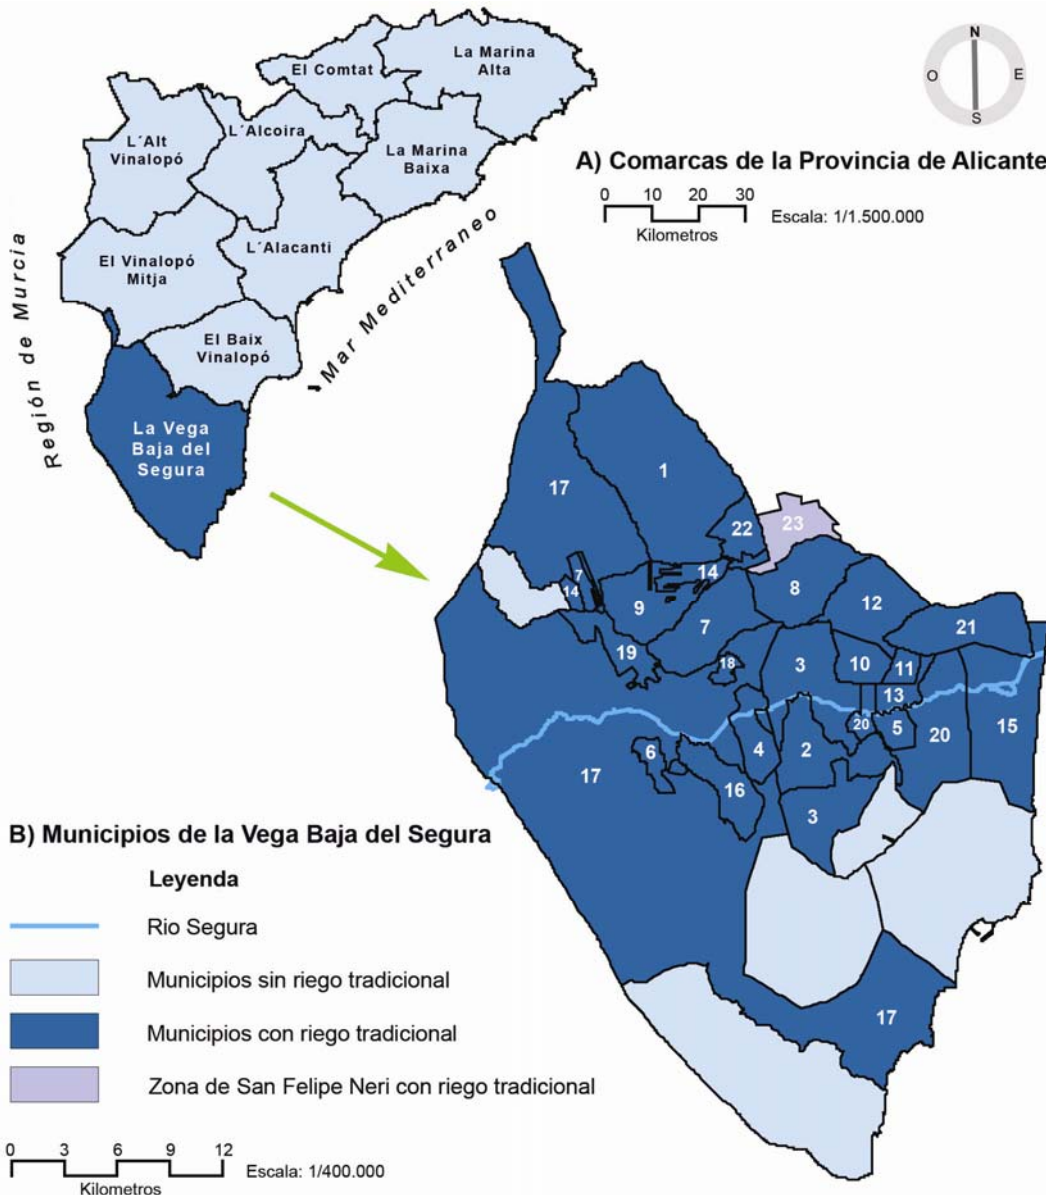 El Comtat
La Marina
Alta
N
O
E
S
L´Alt
Vinalopó
L´Alcoira
La Marina
Baixa
A) Comarcas de la Provincia de Alicante
0 10 20 30
Kilometros
Escala: 1/1.500.000
El Vinalopó
Mitja
L´Alacanti
Región de Murcia
Mar Mediterraneo
El Baix
Vinalopó
La Vega
Baja del
Segura
1
17
22
23
7
14
14
9
8
12
7
21
19
18
3
10
11
13
20
5
20
15
6
4
2
17
16
3
17
B) Municipios de la Vega Baja del Segura
Leyenda
Rio Segura
Municipios sin riego tradicional
Municipios con riego tradicional
Zona de San Felipe Neri con riego tradicional
0 3 6 9 12
Kilometros
Escala: 1/400.000